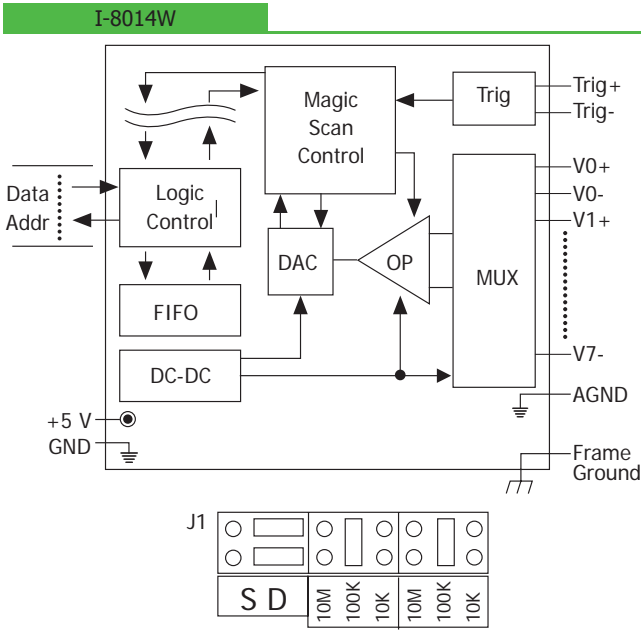 I-8014W
Magic
Scan
Control
Trig
Trig+
Trig-
Data
Addr
Logic
Control
V0+
V0-
V1+
DAC
OP
MUX
FIFO
DC-DC
V7-
AGND
+5 V
GND
Frame
Ground
J1
S D
10M
100K
10K
10M
100K
10K